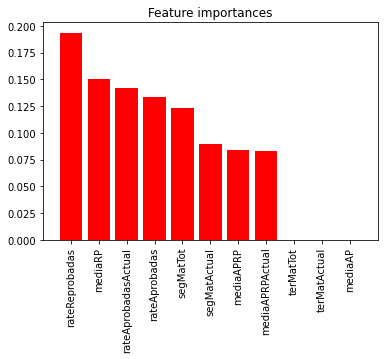 Feature importances
0.200
0.175
0.150
0.125
0.100
0.075
0.050
0.025
0.000
rateReprobadas
mediaRP
rateAprobadasActual
rateAprobadas
segMatTot
segMatActual
mediaAPRP
mediaAPRPActual
terMatTot
terMatActual
mediaAP